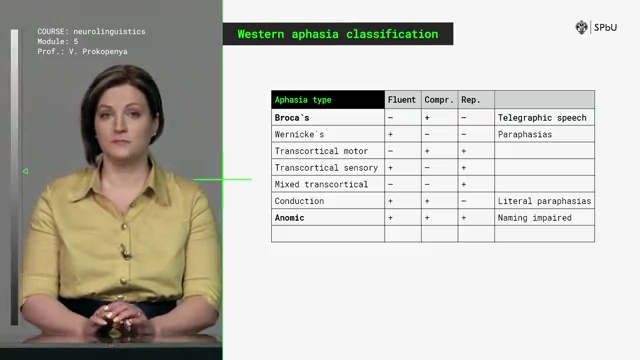 COURSE: neurolinguistics
Module: 5
Prof.: V. Prokopenya
Western aphasia classification
SPbU
Aphasia type Fluent Compr. Rep.
Broca`s – + – Telegraphic speech
Wernicke`s + – – Paraphasias
Transcortical motor – + +
Transcortical sensory + – +
Mixed transcortical – – +
Conduction + + – Literal paraphasias
Anomic + + + Naming impaired